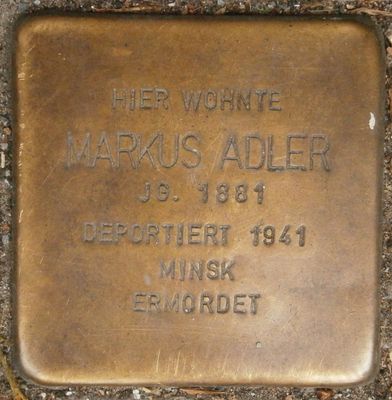 HIER WOHNTE
MARKUS ADLER
JG. 1881
DEPORTIERT 1941
MINSK
ERMORDET